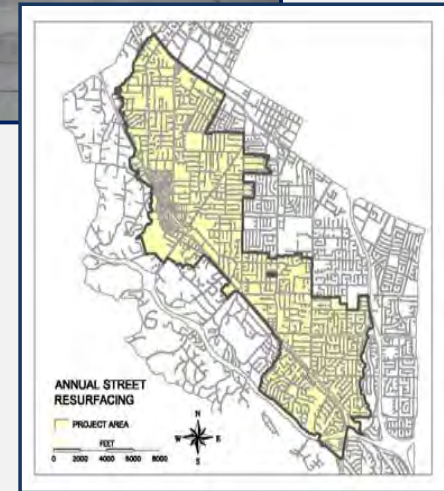 ANNUAL STREET
RESURFACING
PROJECT AREA
FEET
0 2000 4000 6000 8000
N
W E
S